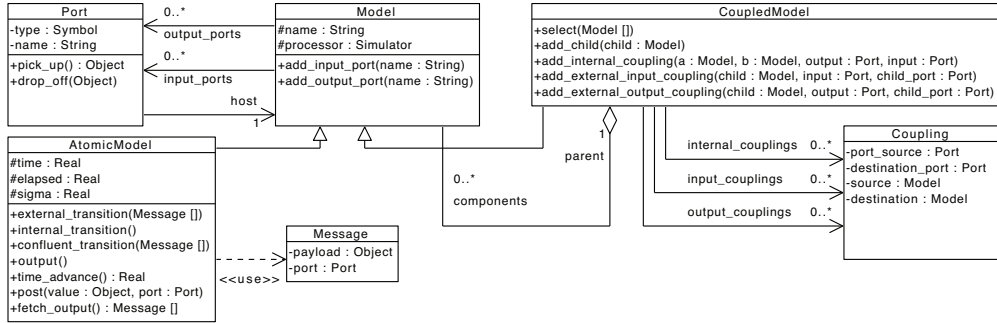 Port
-type : Symbol
-name : String
+pick_up() : Object
+drop_off(Object)
0..*
output_ports
0..*
input_ports
host
1
Model
#name : String
#processor : Simulator
+add_input_port(name : String)
+add_output_port(name : String)
CoupledModel
+select(Model [])
+add_child(child : Model)
+add_internal_coupling(a : Model, b : Model, output : Port, input : Port)
+add_external_input_coupling(child : Model, input : Port, child_port : Port)
+add_external_output_coupling(child : Model, output : Port, child_port : Port)
AtomicModel
#time : Real
#elapsed : Real
#sigma : Real
+external_transition(Message [])
+internal_transition()
+confluent_transition(Message [])
+output()
+time_advance() : Real
+post(value : Object, port : Port)
+fetch_output() : Message []
<<use>>
Message
-payload : Object
-port : Port
0..*
components
1
parent
internal_couplings 0..*
input_couplings 0..*
output_couplings 0..*
Coupling
-port_source : Port
-destination_port : Port
-source : Model
-destination : Model